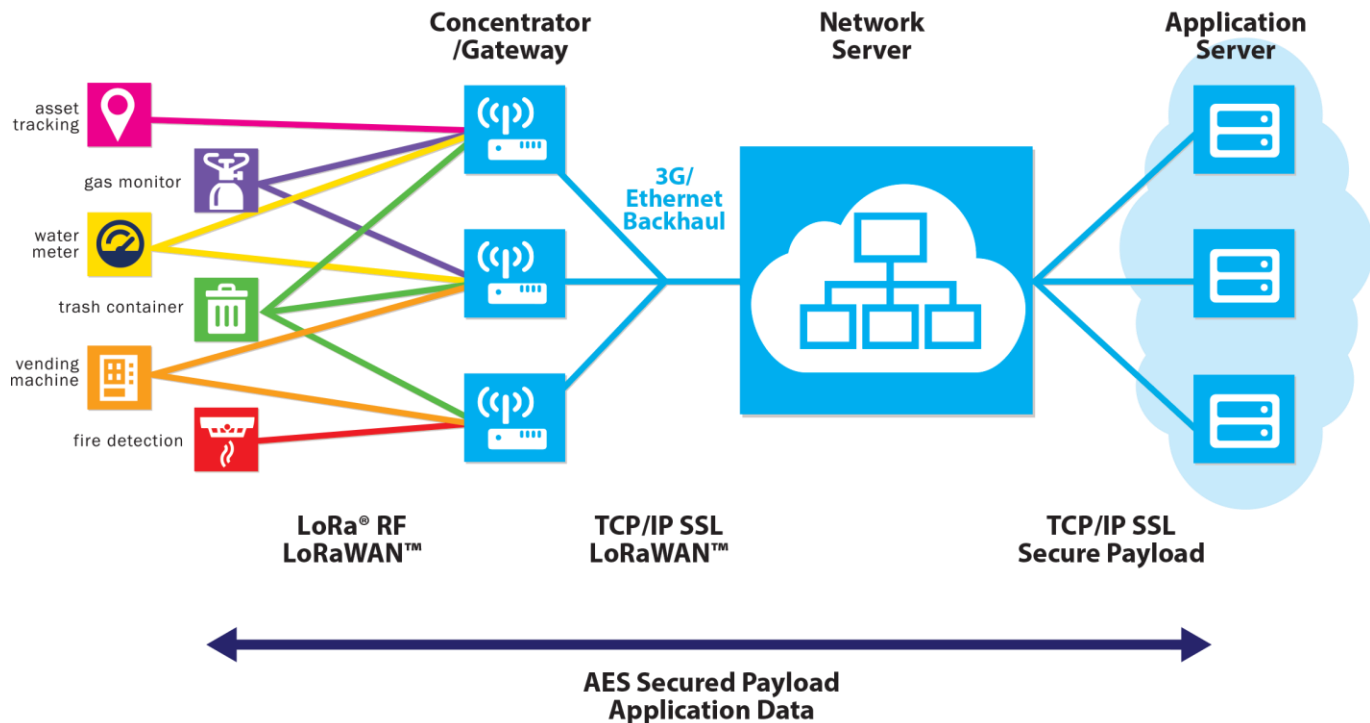 Concentrator
/Gateway
Network
Server
Application
Server
asset
tracking
gas monitor
water
meter
trash container
vending
machine
fire detection
3G/
Ethernet
Backhaul
LoRa® RF
LoRaWAN™
TCP/IP SSL
LoRaWAN™
TCP/IP SSL
Secure Payload
AES Secured Payload
Application Data